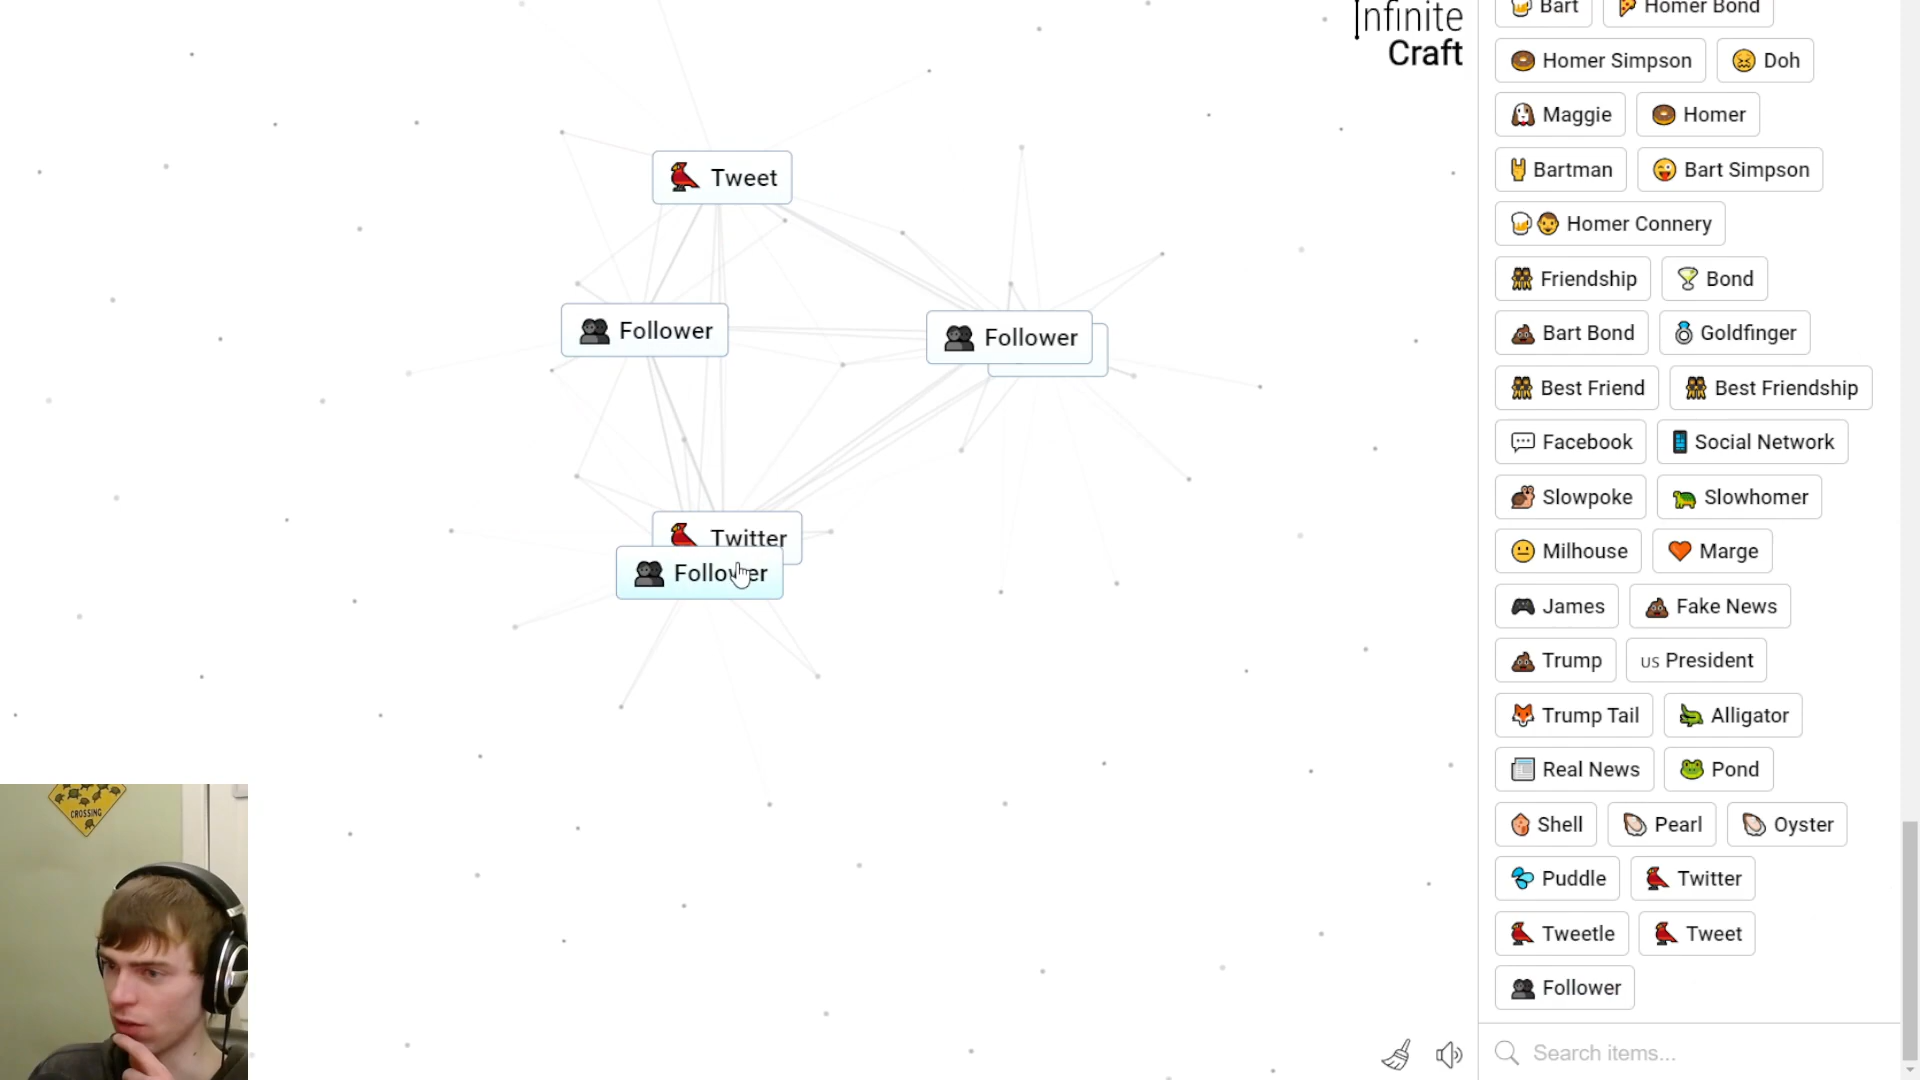 Infinite
Craft
Tweet
Follower
Follower
Twitter
Follower
Bart Homer Bond
Homer Simpson Doh
Maggie Homer
Bartman Bart Simpson
Homer Connery
Friendship Bond
Bart Bond Goldfinger
Best Friend Best Friendship
Facebook Social Network
Slowpoke Slowhomer
Milhouse Marge
James Fake News
Trump US President
Trump Tail Alligator
Real News Pond
Shell Pearl Oyster
Puddle Twitter
Tweetle Tweet
Follower
Search items...
CROSSING